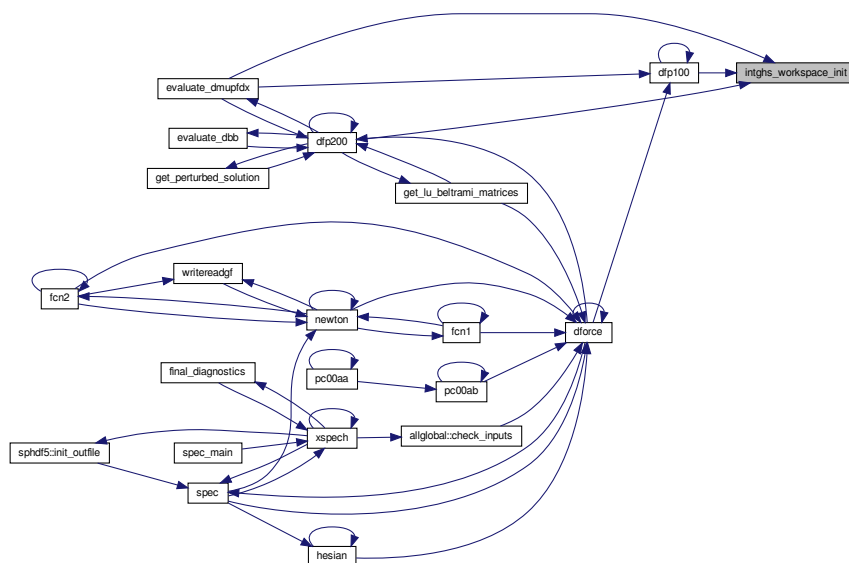 dfp100
intghs_workspace_init
evaluate_dmupfdx
evaluate_dbb
dfp200
get_perturbed_solution
get_lu_beltrami_matrices
writereadgf
fcn2
newton
fcn1
dforce
final_diagnostics
pc00aa
pc00ab
xspech
allglobal::check_inputs
sphdf5::init_outfile
spec_main
spec
hesian